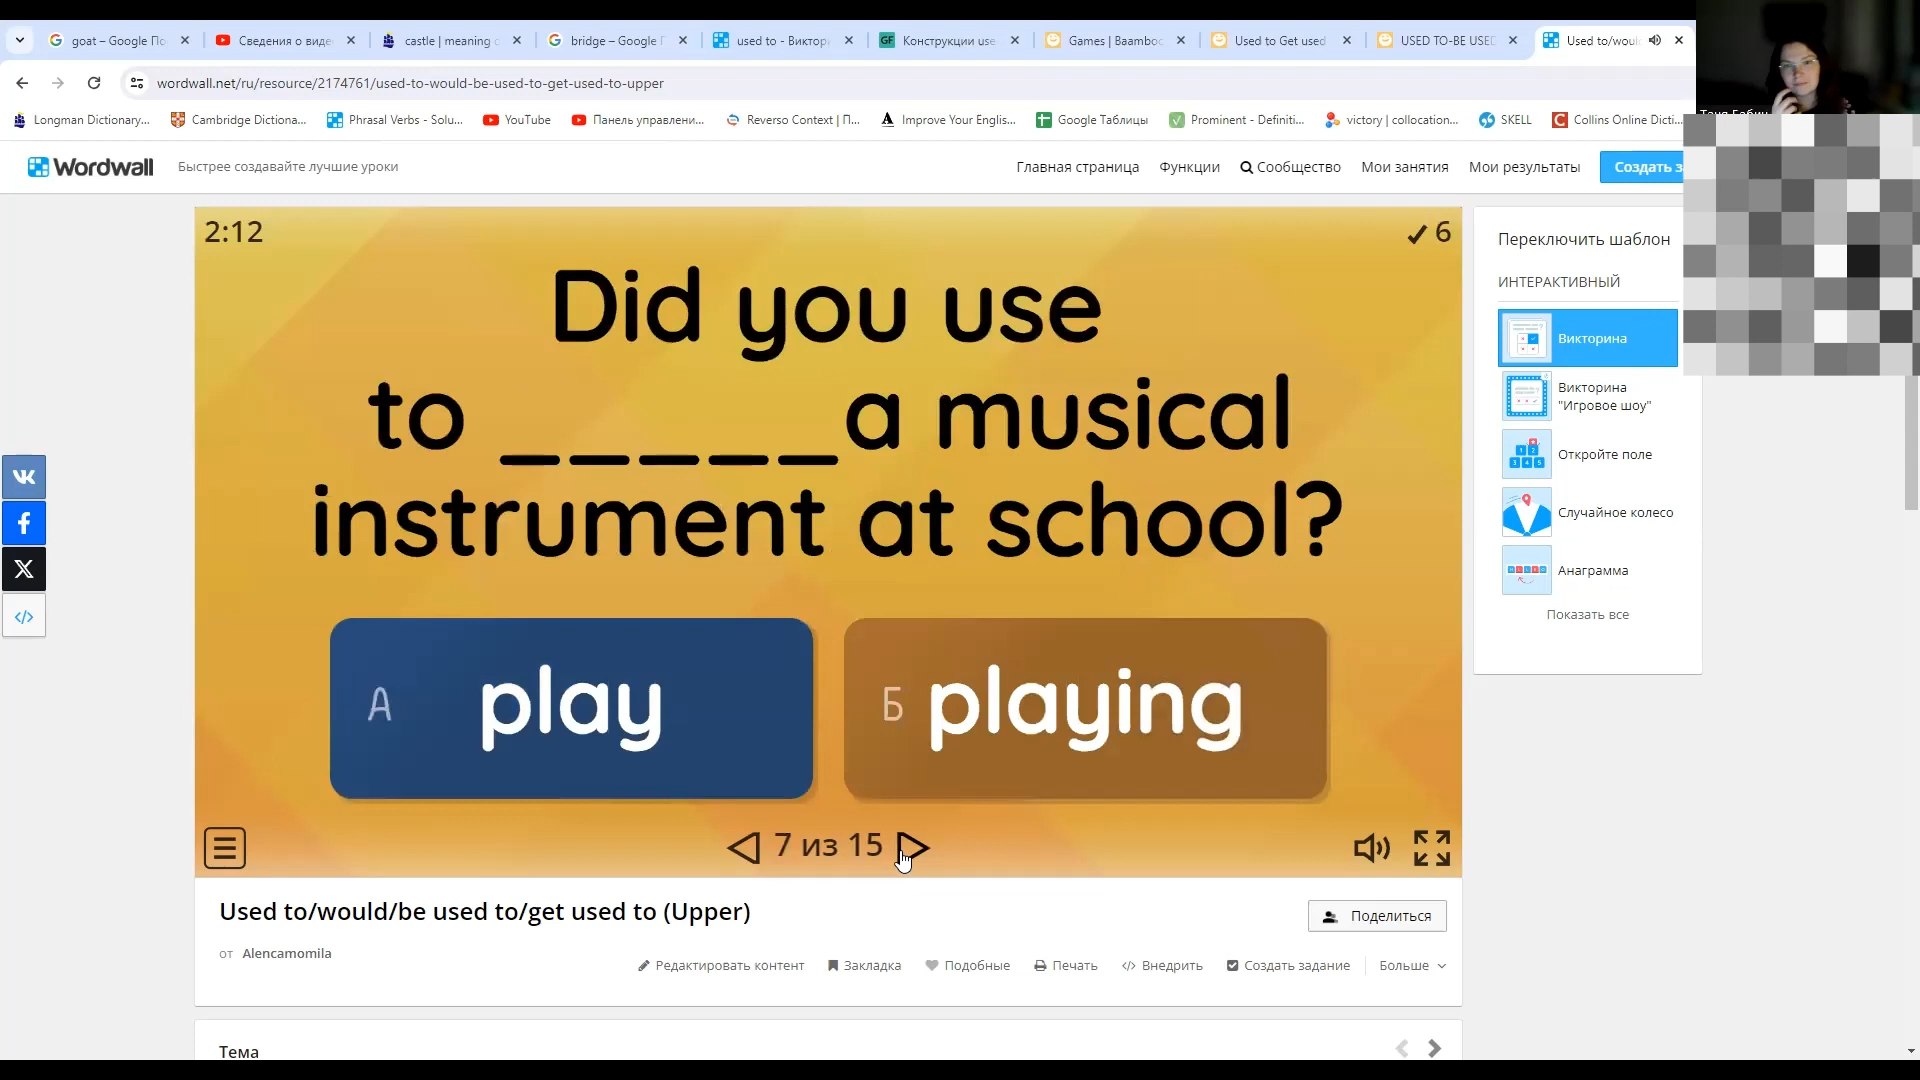 goat – Google По
Сведения о виде
castle | meaning o
bridge – Google П
used to - Виктори
Конструкции use
Games | Baamboo
Used to Get used
USED TO-BE USED
Used to/would
wordwall.net/ru/resource/2174761/used-to-would-be-used-to-get-used-to-upper
Longman Dictionary...
Cambridge Dictiona...
Phrasal Verbs - Solu...
YouTube
Панель управлени...
Reverso Context | П...
Improve Your Englis...
Google Таблицы
Prominent - Definiti...
victory | collocation...
SKELL
Collins Online Dicti...
Wordwall
Быстрее создавайте лучшие уроки
Главная страница
Функции
Сообщество
Мои занятия
Мои результаты
Создать з
2:12
6
Did you use
to _____a musical
instrument at school?
А play
Б playing
7 из 15
Переключить шаблон
ИНТЕРАКТИВНЫЙ
Викторина
Викторина
"Игровое шоу"
Откройте поле
Случайное колесо
Анаграмма
Показать все
Used to/would/be used to/get used to (Upper)
Поделиться
от Alencamomila
Редактировать контент
Закладка
Подобные
Печать
Внедрить
Создать задание
Больше
Тема